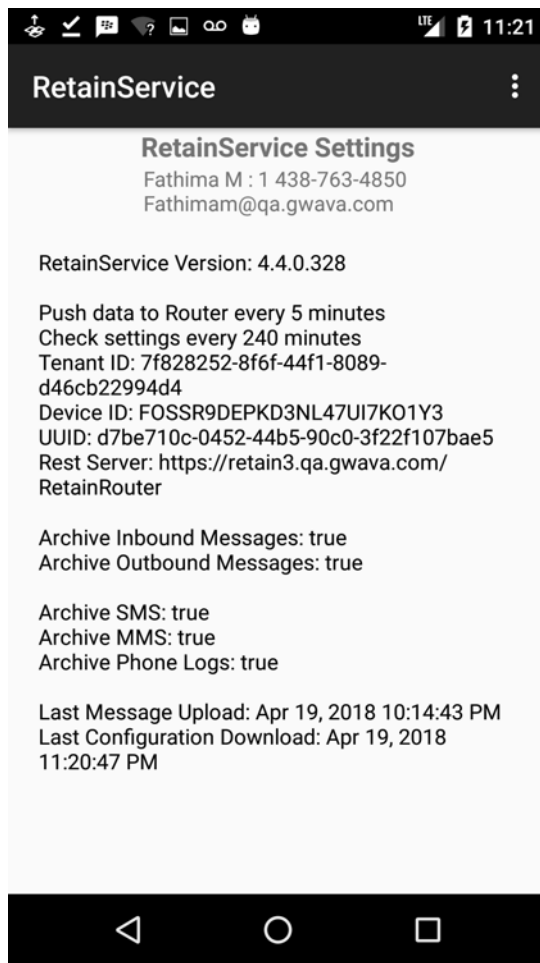 LTE 11:21
RetainService
RetainService Settings
Fathima M : 1 438-763-4850
Fathimam@qa.gwava.com
RetainService Version: 4.4.0.328
Push data to Router every 5 minutes
Check settings every 240 minutes
Tenant ID: 7f828252-8f6f-44f1-8089-
d46cb22994d4
Device ID: FOSSR9DEPKD3NL47UI7KO1Y3
UUID: d7be710c-0452-44b5-90c0-3f22f107bae5
Rest Server: https://retain3.qa.gwava.com/
RetainRouter
Archive Inbound Messages: true
Archive Outbound Messages: true
Archive SMS: true
Archive MMS: true
Archive Phone Logs: true
Last Message Upload: Apr 19, 2018 10:14:43 PM
Last Configuration Download: Apr 19, 2018
11:20:47 PM